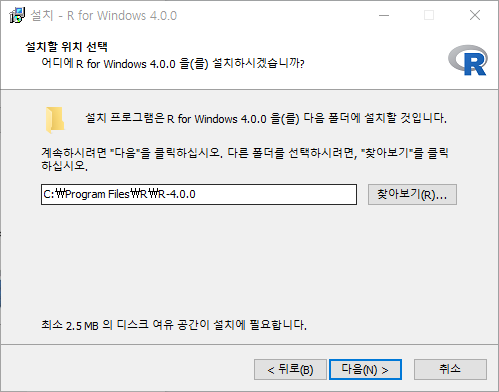 설치 - R for Windows 4.0.0
설치할 위치 선택
어디에 R for Windows 4.0.0 을(를) 설치하시겠습니까?
R
설치 프로그램은 R for Windows 4.0.0 을(를) 다음 폴더에 설치할 것입니다.
계속하시려면 "다음"을 클릭하십시오. 다른 폴더를 선택하시려면, "찾아보기"를 클릭
하십시오.
C:₩Program Files₩R₩R-4.0.0
찾아보기(R)...
최소 2.5 MB 의 디스크 여유 공간이 설치에 필요합니다.
< 뒤로(B)
다음(N) >
취소